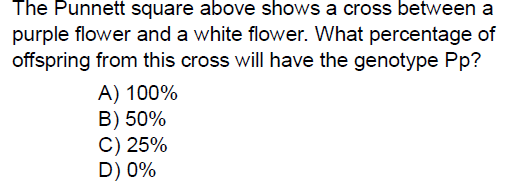 The Punnett square above shows a cross between a
purple flower and a white flower. What percentage of
offspring from this cross will have the genotype Pp?
A) 100%
B) 50%
C) 25%
D) 0%